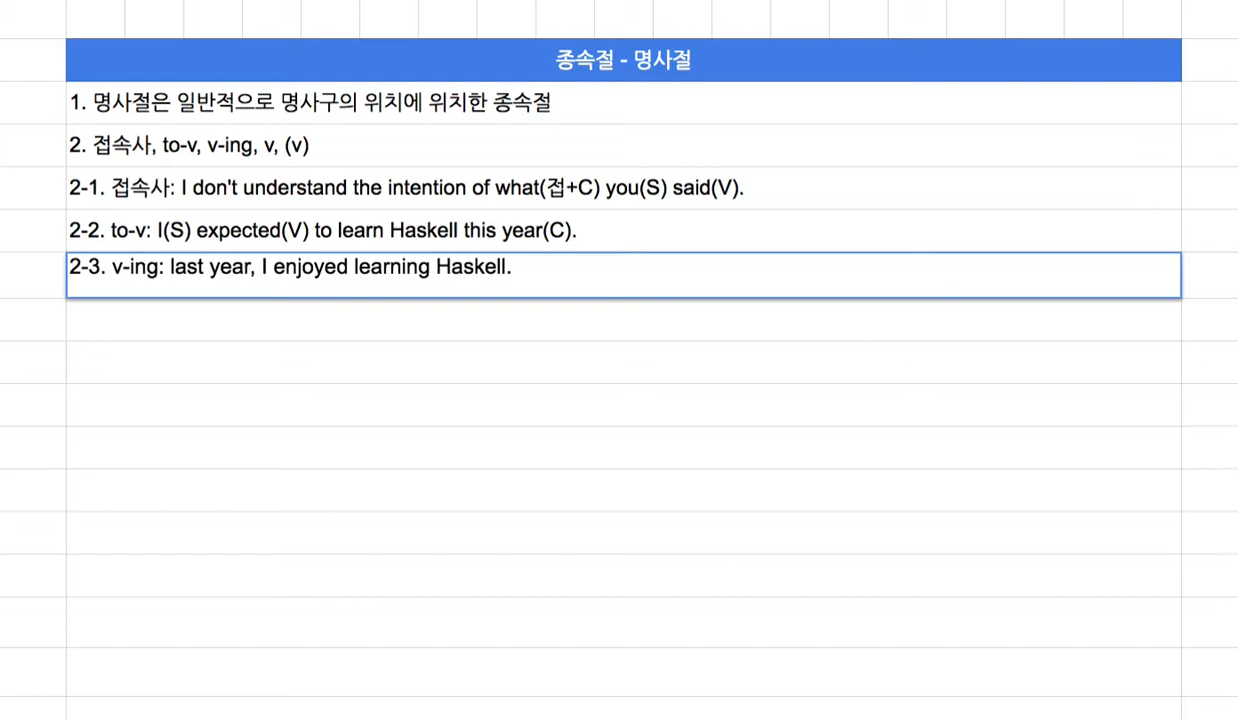 종속절 - 명사절
1. 명사절은 일반적으로 명사구의 위치에 위치한 종속절
2. 접속사, to-v, v-ing, v, (v)
2-1. 접속사: I don't understand the intention of what(접+C) you(S) said(V).
2-2. to-v: I(S) expected(V) to learn Haskell this year(C).
2-3. v-ing: last year, I enjoyed learning Haskell.